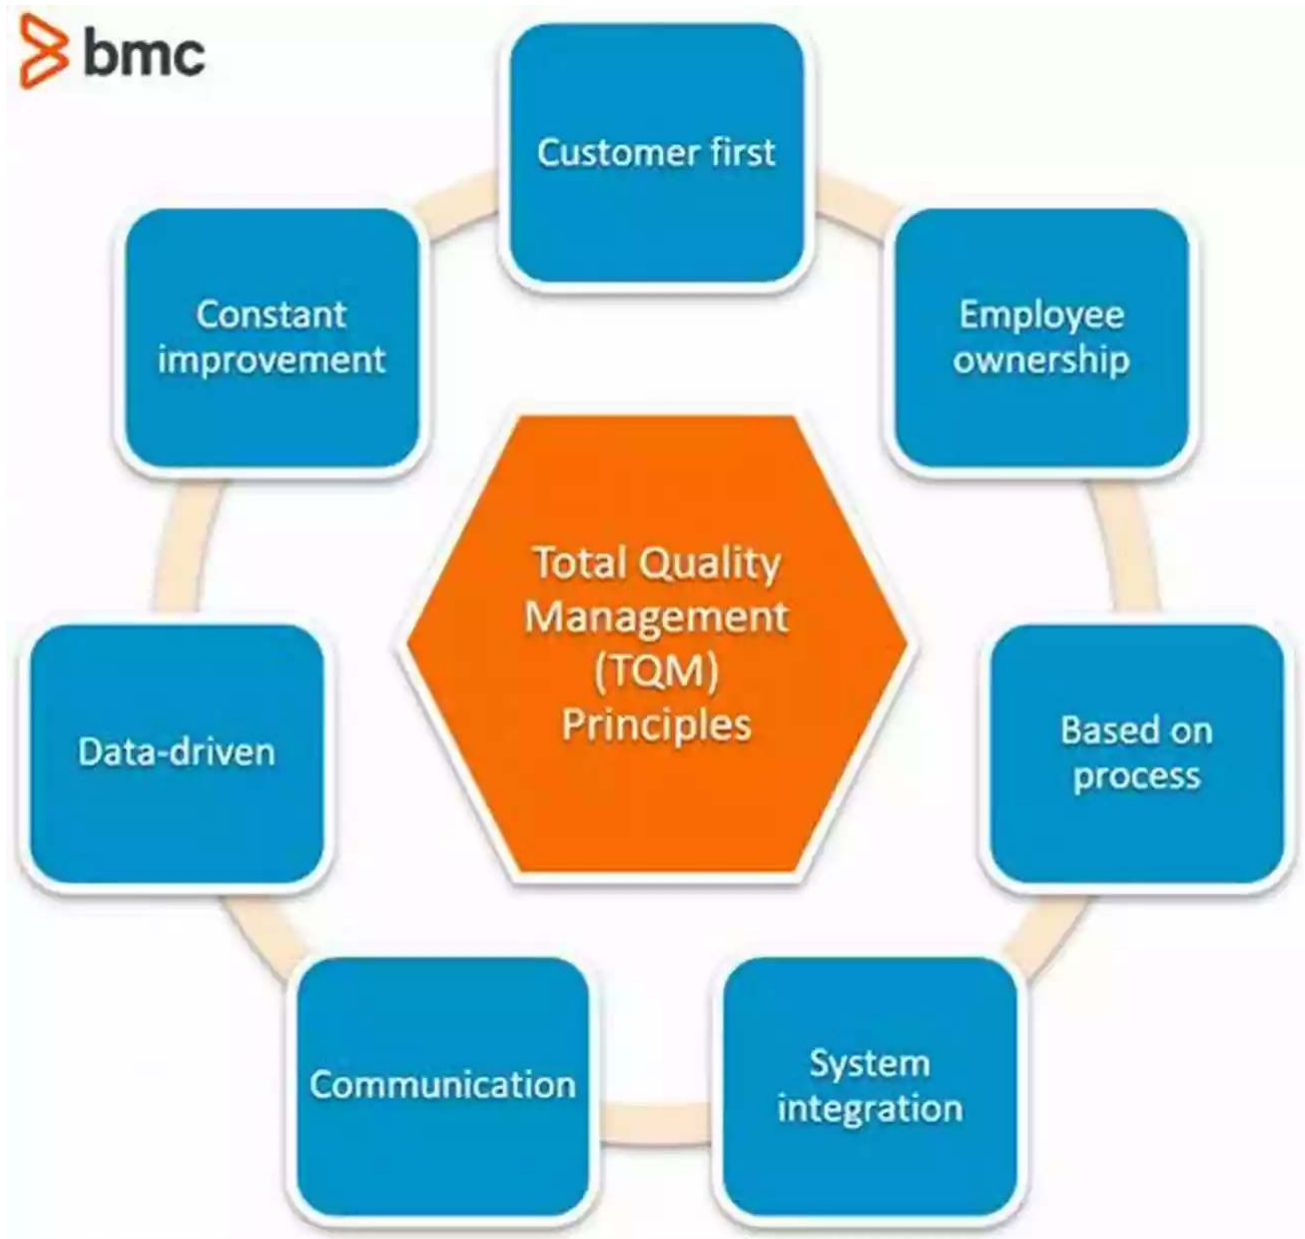 bmc
Customer first
Employee
ownership
Based on
process
System
integration
Communication
Data-driven
Constant
improvement
Total Quality
Management
(TQM)
Principles